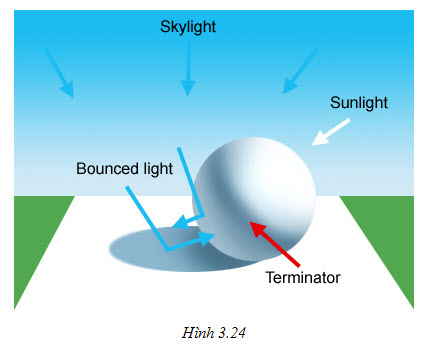 Skylight
Sunlight
Bounced light
Terminator
Hình 3.24